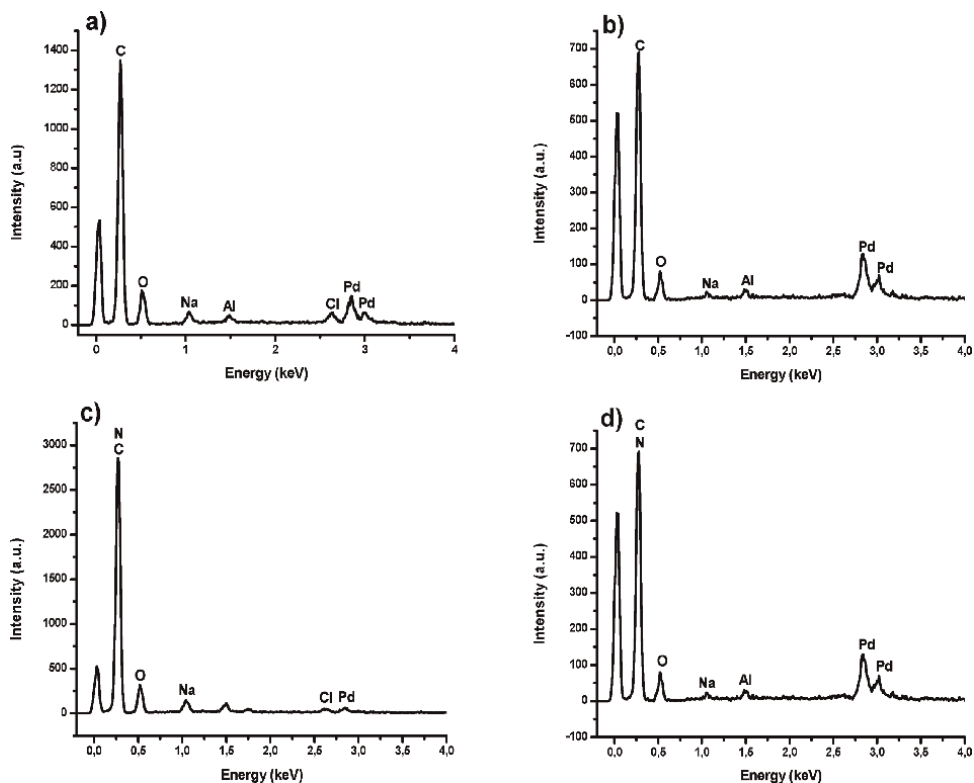 a)
Intensity (a.u)
1400
1200
1000
800
600
400
200
0
C
O
Na
Al
Cl
Pd
Pd
0
1
2
3
4
Energy (keV)
b)
Intensity (a.u.)
700
600
500
400
300
200
100
0
-100
C
O
Na
Al
Pd
Pd
0,0
0,5
1,0
1,5
2,0
2,5
3,0
3,5
4,0
Energy (keV)
c)
Intensity (a.u.)
3000
2500
2000
1500
1000
500
0
N
C
O
Na
Cl
Pd
0,0
0,5
1,0
1,5
2,0
2,5
3,0
3,5
4,0
Energy (keV)
d)
Intensity (a.u.)
700
600
500
400
300
200
100
0
-100
C
N
O
Na
Al
Pd
Pd
0,0
0,5
1,0
1,5
2,0
2,5
3,0
3,5
4,0
Energy (keV)